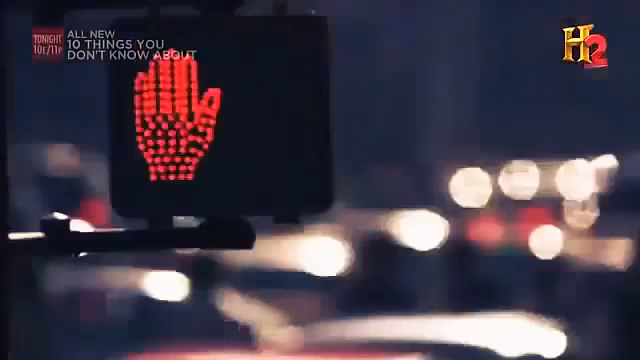 TONIGHT
10E/11P
ALL NEW
10 THINGS YOU
DON'T KNOW ABOUT
H2